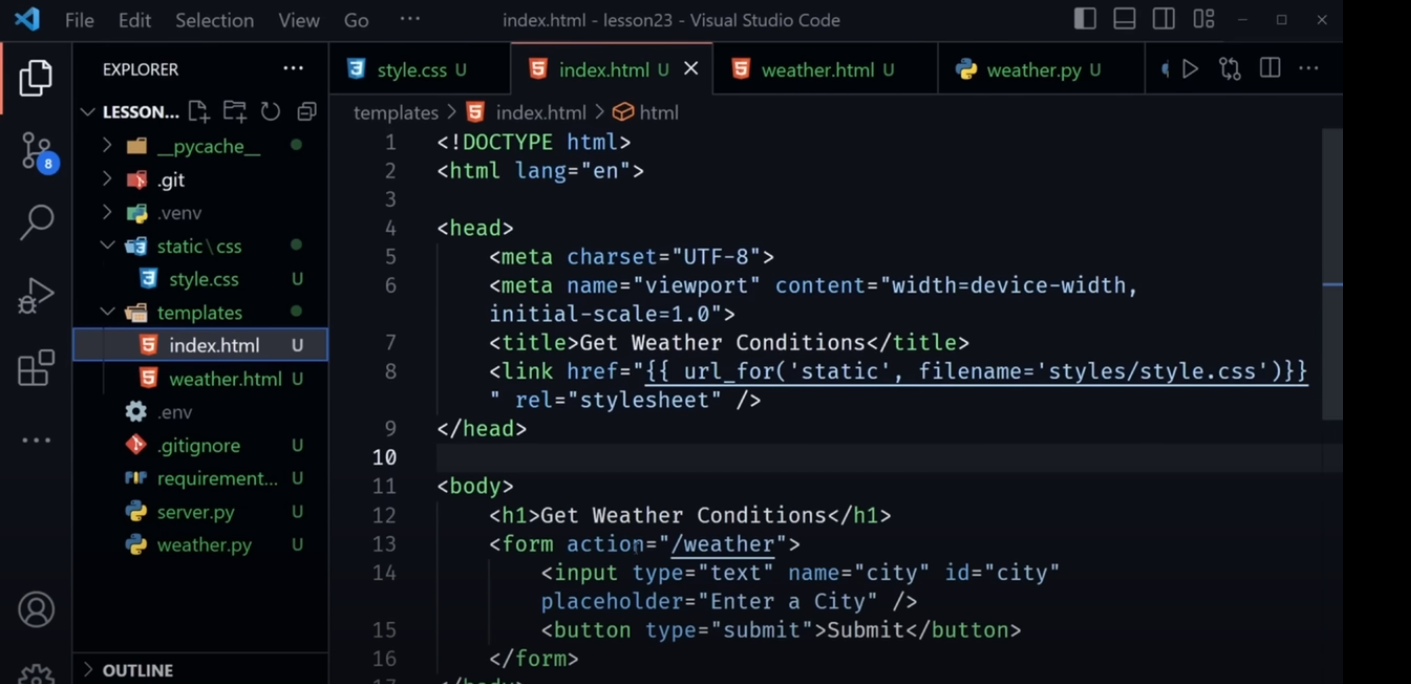 File Edit Selection View Go ··· index.html - lesson23 - Visual Studio Code
EXPLORER ···
style.css U index.html U weather.html U weather.py U ···
LESSON...
templates > index.html > html
__pycache__
.git
.venv
static\css
style.css U
templates
index.html U
weather.html U
.env
.gitignore U
requirement... U
server.py U
weather.py U
OUTLINE
8
1 <!DOCTYPE html>
2 <html lang="en">
3
4 <head>
5 <meta charset="UTF-8">
6 <meta name="viewport" content="width=device-width,
initial-scale=1.0">
7 <title>Get Weather Conditions</title>
8 <link href="{{ url_for('static', filename='styles/style.css')}}
" rel="stylesheet" />
9 </head>
10
11 <body>
12 <h1>Get Weather Conditions</h1>
13 <form action="/weather">
14 <input type="text" name="city" id="city"
placeholder="Enter a City" />
15 <button type="submit">Submit</button>
16 </form>